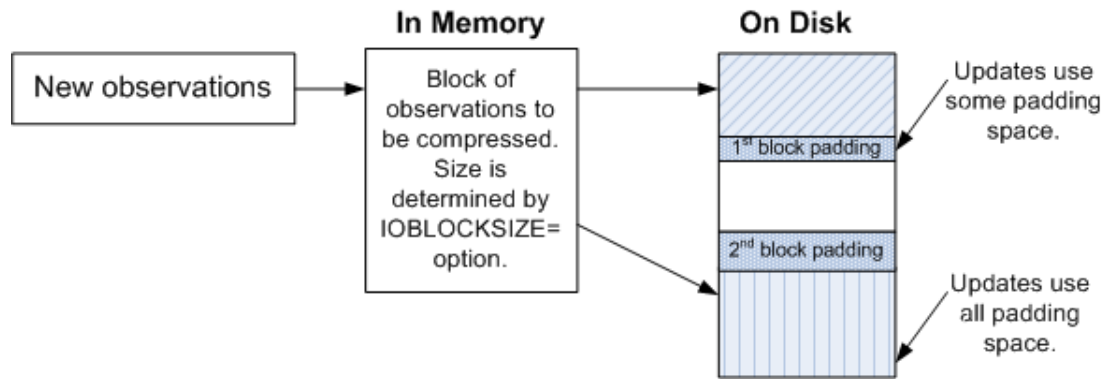 In Memory
On Disk
New observations
Block of
observations to
be compressed.
Size is
determined by
IOBLOCKSIZE=
option.
1st block padding
2nd block padding
Updates use
some padding
space.
Updates use
all padding
space.